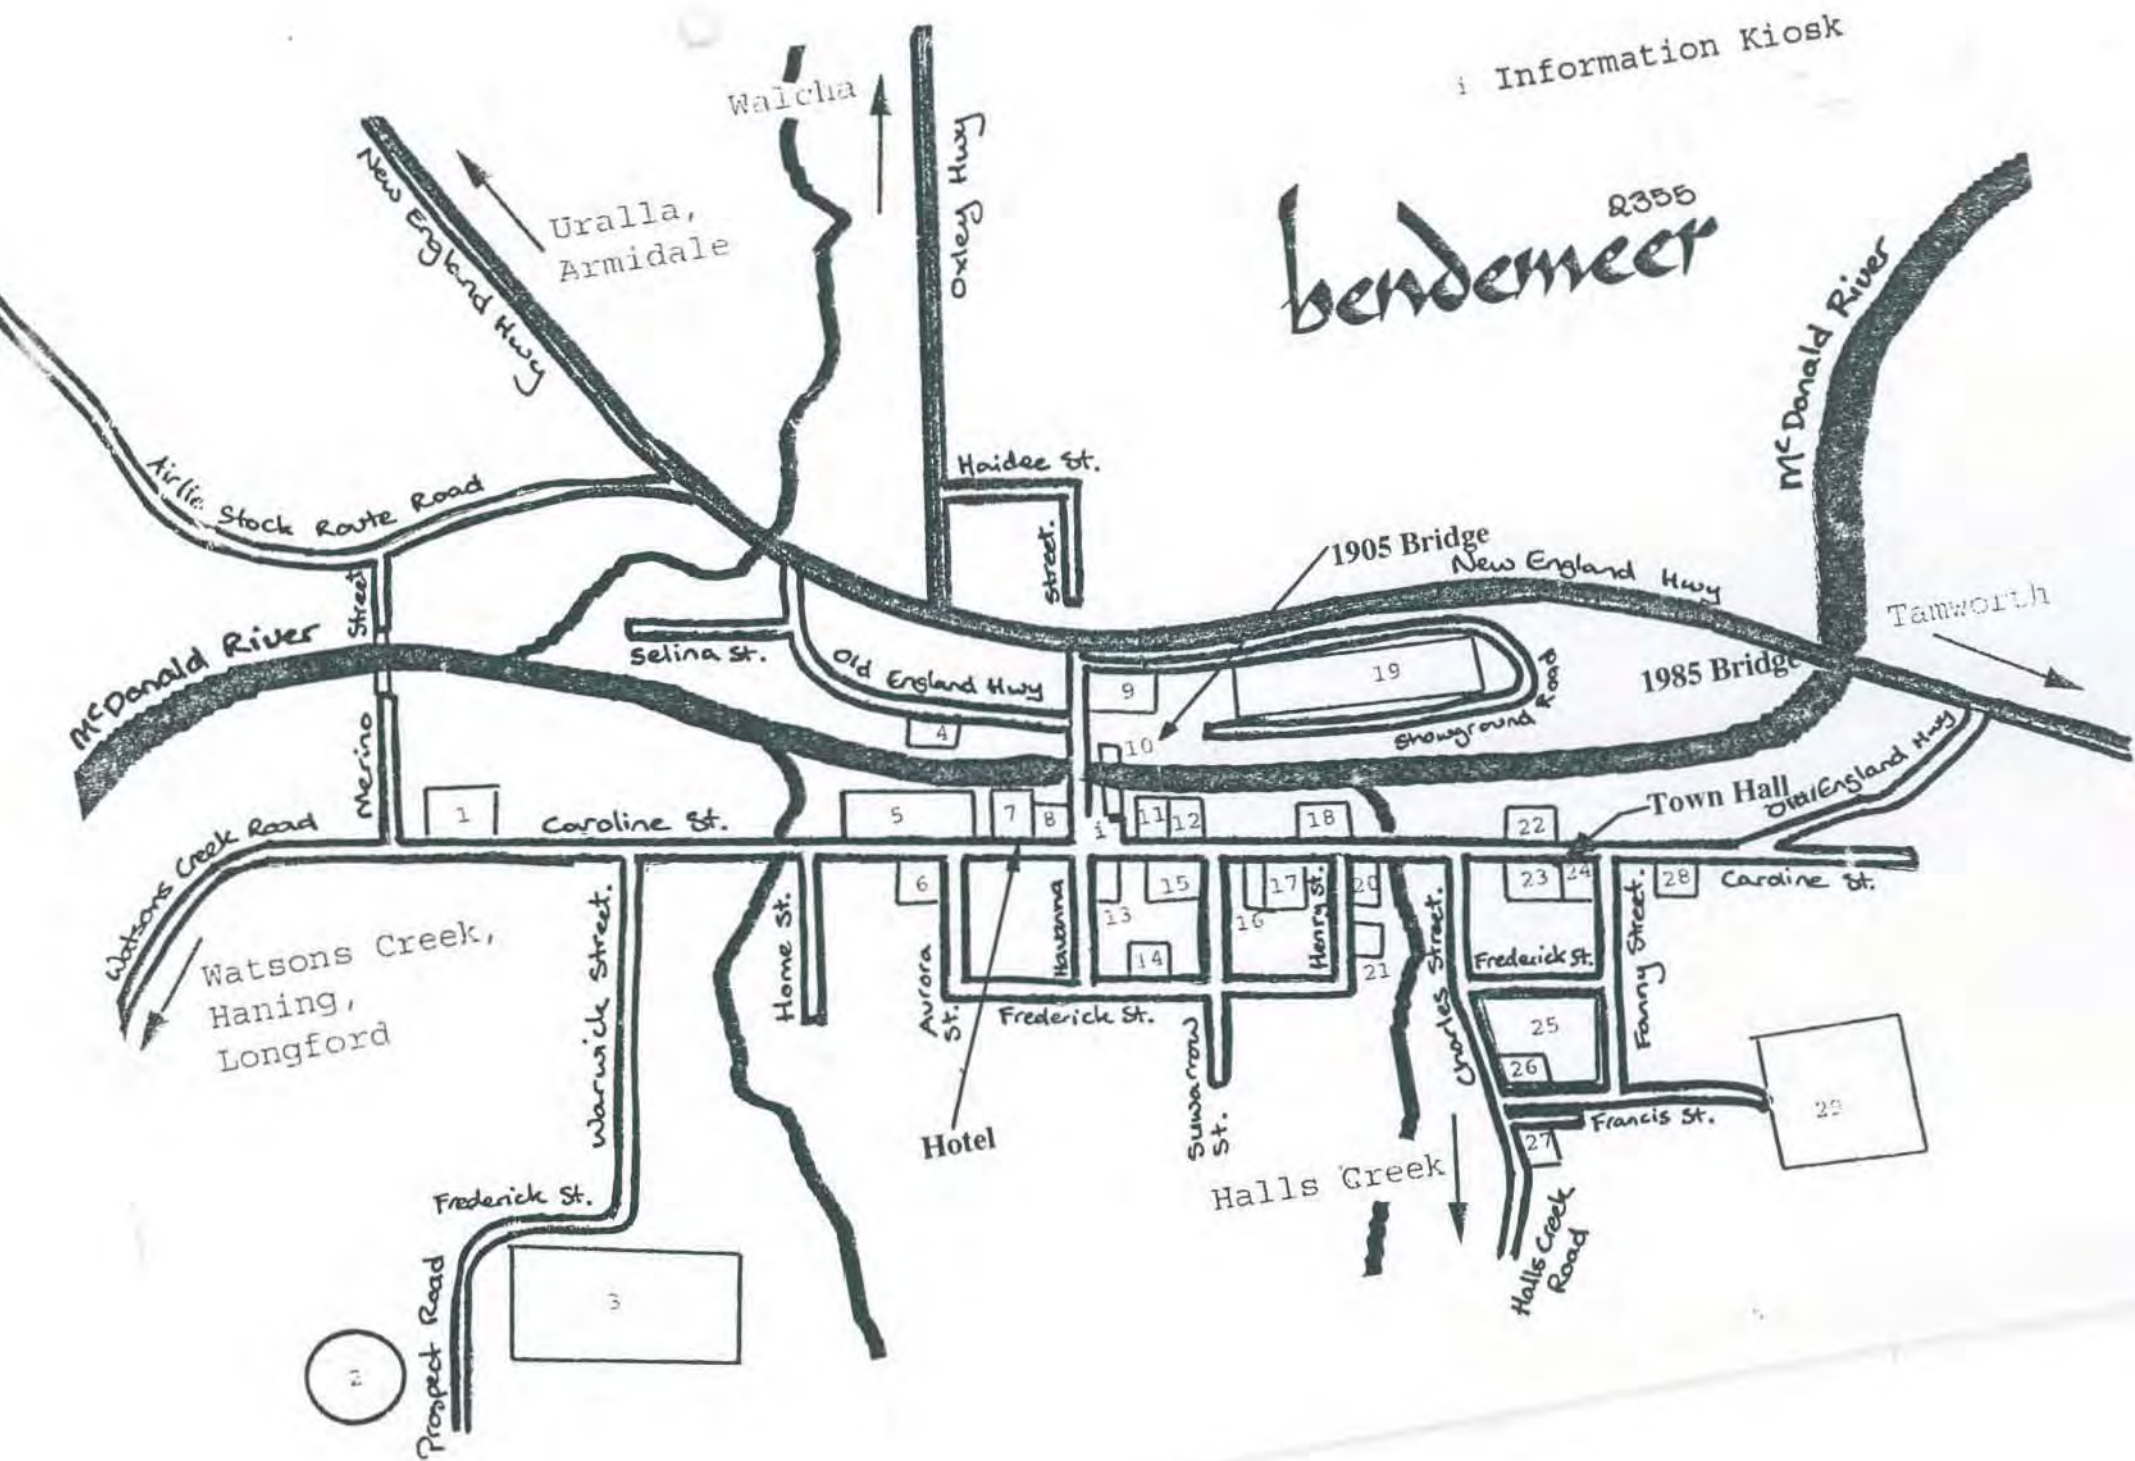 i Information Kiosk
Walcha
New England Hwy
Uralla,
Armidale
Oxley Hwy
2355
bendemeer
McDonald River
Airlie Stock Route Road
Haidee St.
Street.
1905 Bridge
New England Hwy
Tamworth
Street
McDonald River
Selina St.
Old England Hwy
9
19
1985 Bridge
Showground Road
4
10
Merino
Watsons Creek Road
1
Caroline St.
5
7
8
i
11
12
18
22
Town Hall
Old England Hwy
6
13
15
16
17
Henry St.
20
23
24
28
Caroline St.
Watsons Creek,
Haning,
Longford
Warwick Street.
Home St.
Aurora
St.
Havanna
14
21
Charles Street.
Frederick St.
Fanny Street.
Frederick St.
Suwarrow
St.
25
26
Francis St.
29
27
Hotel
Halls Creek
Halls Creek
Road
Frederick St.
3
2
Prospect Road